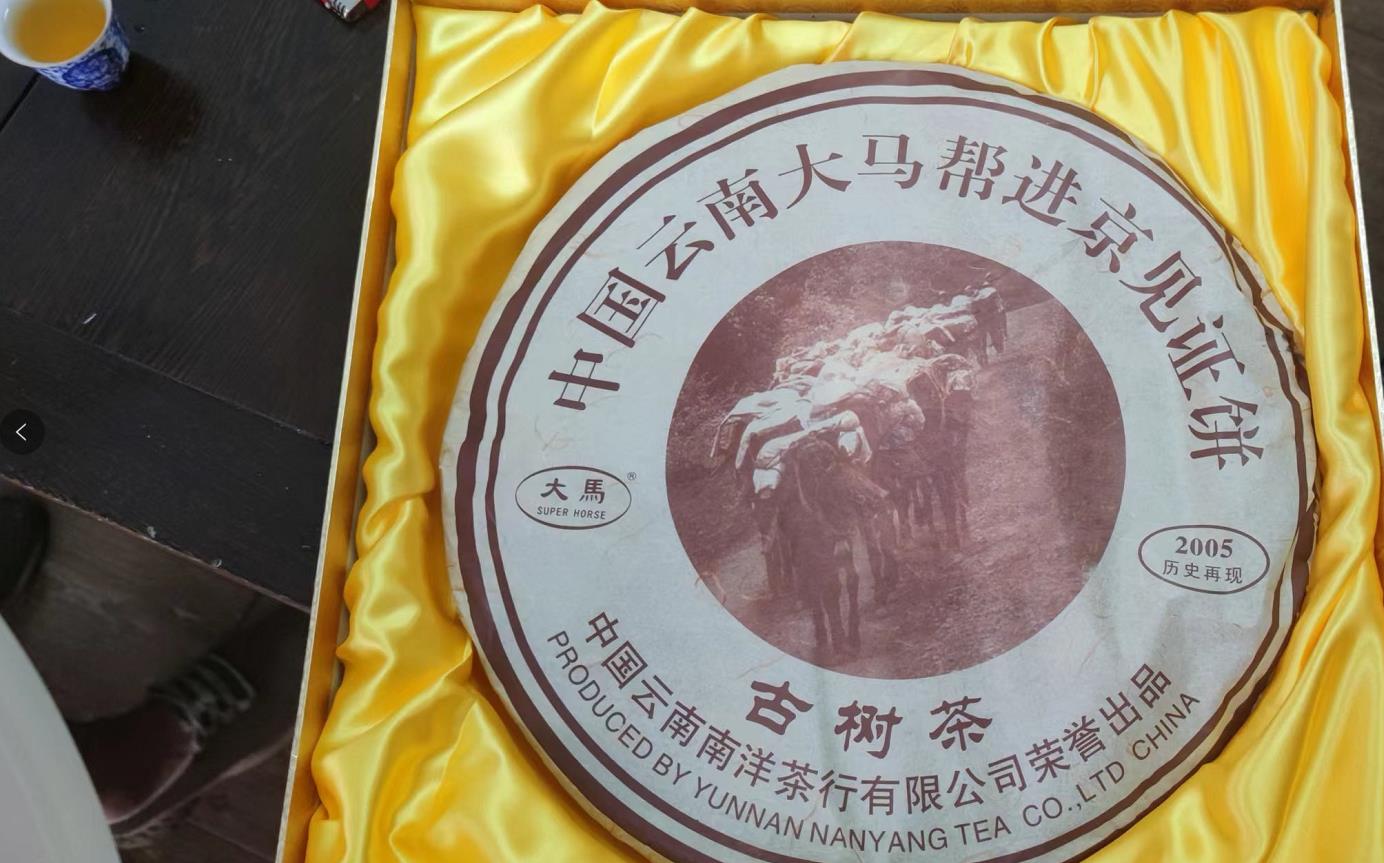 中国云南大马帮进京见证饼
大馬®
SUPER HORSE
2005
历史再现
古树茶
中国云南南洋茶行有限公司荣誉出品
PRODUCED BY YUNNAN NANYANG TEA CO.,LTD CHINA